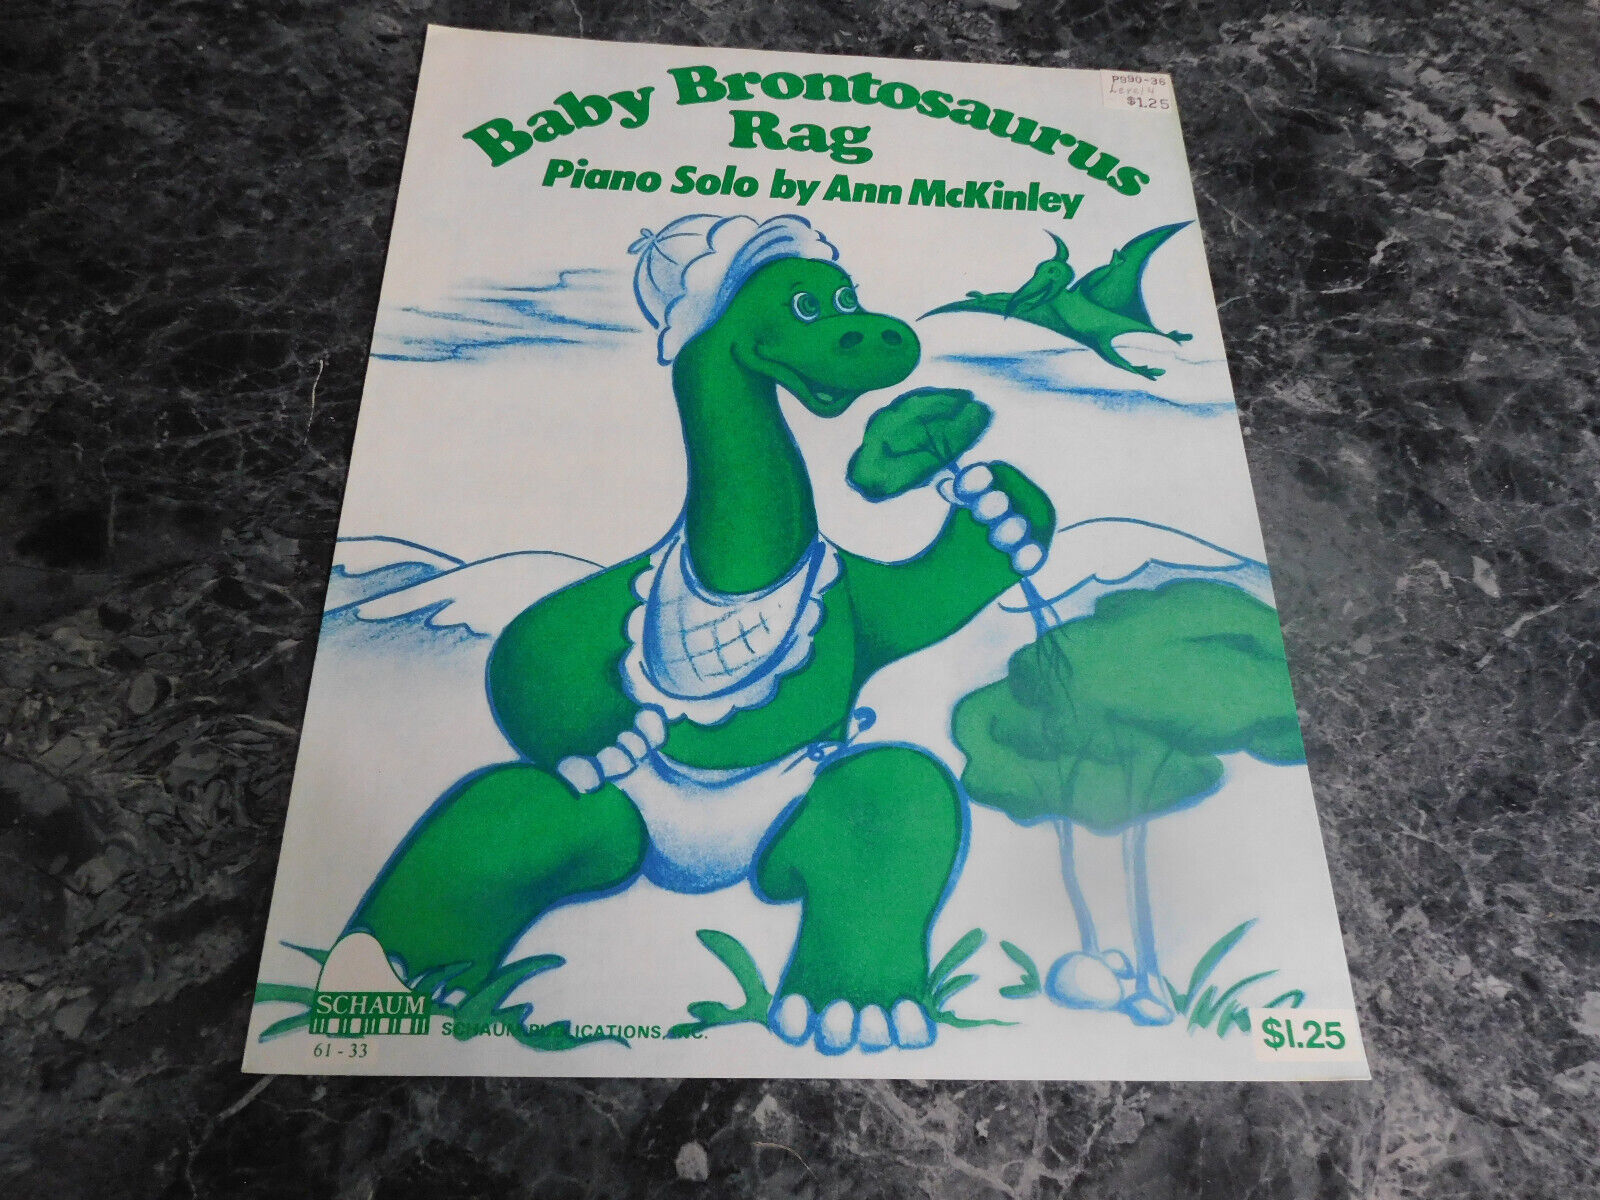 Baby Brontosaurus
Rag
Piano Solo by Ann McKinley
P990-36
Level 4
$1.25
SCHAUM
SCHAUM PUBLICATIONS, INC.
61 - 33
$1.25